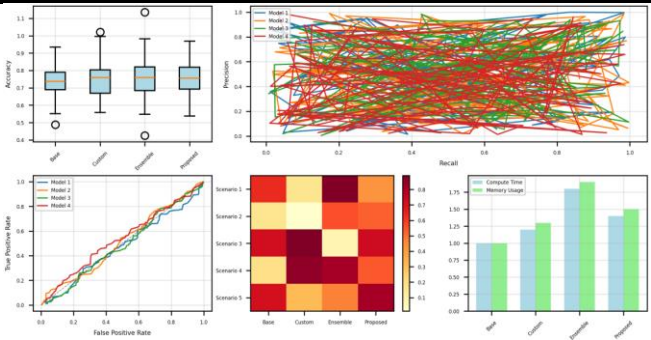 Accuracy
1.1
1.0
0.9
0.8
0.7
0.6
0.5
0.4
Base
Custom
Ensemble
Proposed
Precision
1.0
0.8
0.6
0.4
0.2
0.0
Model 1
Model 2
Model 3
Model 4
0.0
0.2
0.4
0.6
0.8
1.0
Recall
True Positive Rate
1.0
0.8
0.6
0.4
0.2
0.0
Model 1
Model 2
Model 3
Model 4
0.0
0.2
0.4
0.6
0.8
1.0
False Positive Rate
Scenario 1
Scenario 2
Scenario 3
Scenario 4
Scenario 5
Base
Custom
Ensemble
Proposed
0.8
0.7
0.6
0.5
0.4
0.3
0.2
0.1
Compute Time
Memory Usage
1.75
1.50
1.25
1.00
0.75
0.50
0.25
0.00
Base
Custom
Ensemble
Proposed